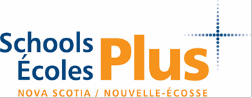 Schools
Écoles
Plus
NOVA SCOTIA / NOUVELLE-ÉCOSSE